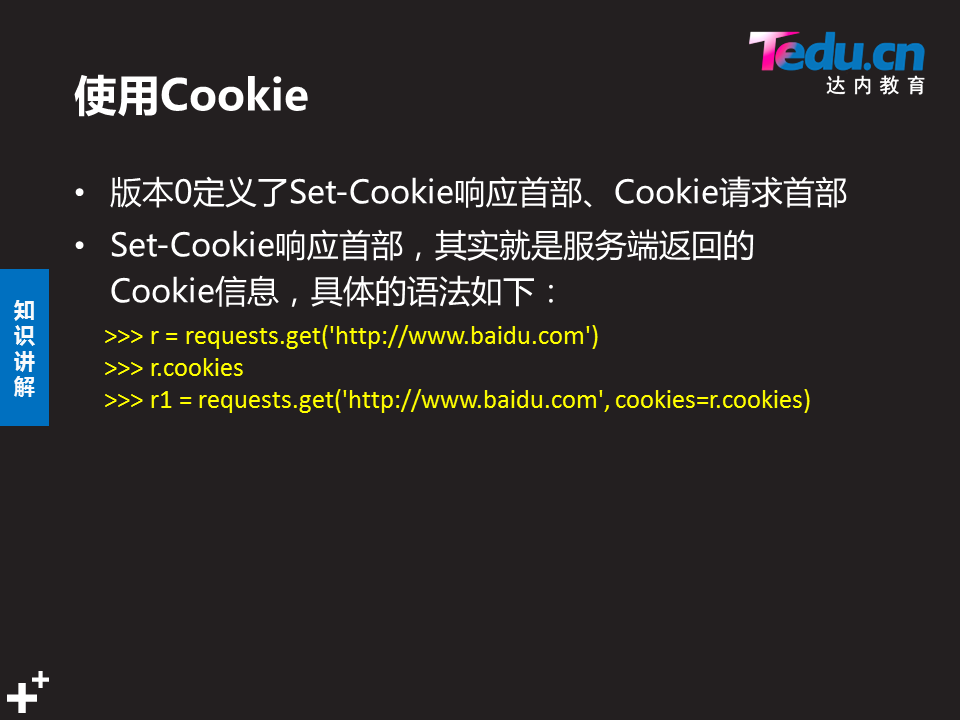 Tedu.cn
达内教育
使用Cookie
• 版本0定义了Set-Cookie响应首部、Cookie请求首部
• Set-Cookie响应首部，其实就是服务端返回的
Cookie信息，具体的语法如下：
>>> r = requests.get('http://www.baidu.com')
>>> r.cookies
>>> r1 = requests.get('http://www.baidu.com', cookies=r.cookies)
知
识
讲
解